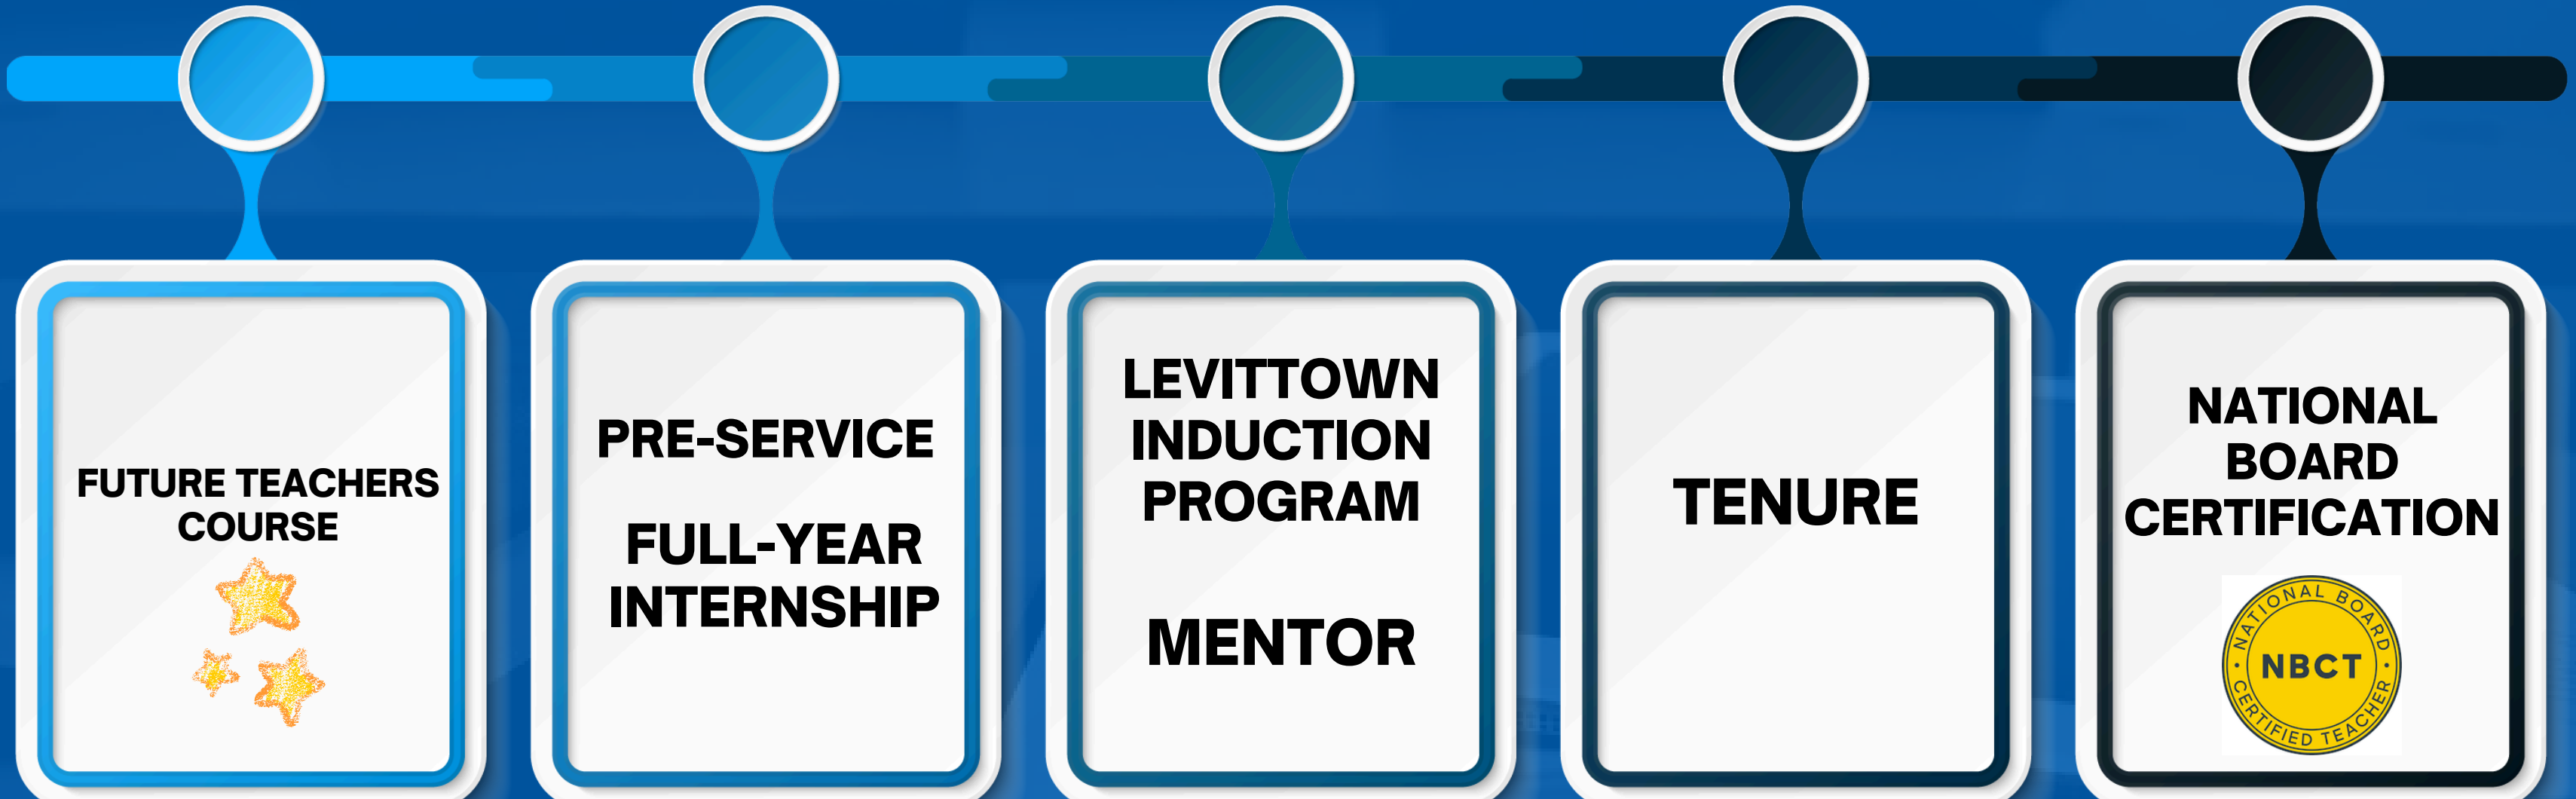 FUTURE TEACHERS
COURSE
PRE-SERVICE
FULL-YEAR
INTERNSHIP
LEVITTOWN
INDUCTION
PROGRAM
MENTOR
TENURE
NATIONAL
BOARD
CERTIFICATION
NATIONAL BOARD
NBCT
CERTIFIED TEACHER